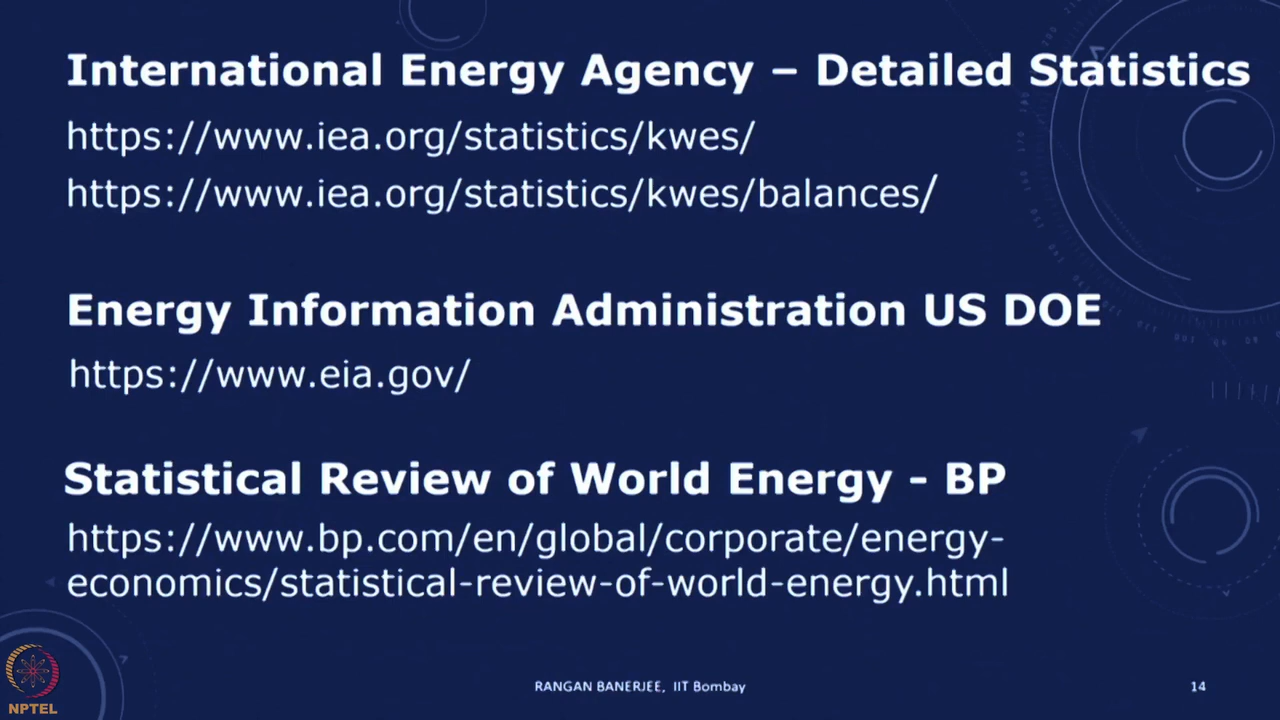 International Energy Agency – Detailed Statistics
https://www.iea.org/statistics/kwes/
https://www.iea.org/statistics/kwes/balances/
Energy Information Administration US DOE
https://www.eia.gov/
Statistical Review of World Energy - BP
https://www.bp.com/en/global/corporate/energy-
economics/statistical-review-of-world-energy.html
NPTEL
RANGAN BANERJEE, IIT Bombay
14